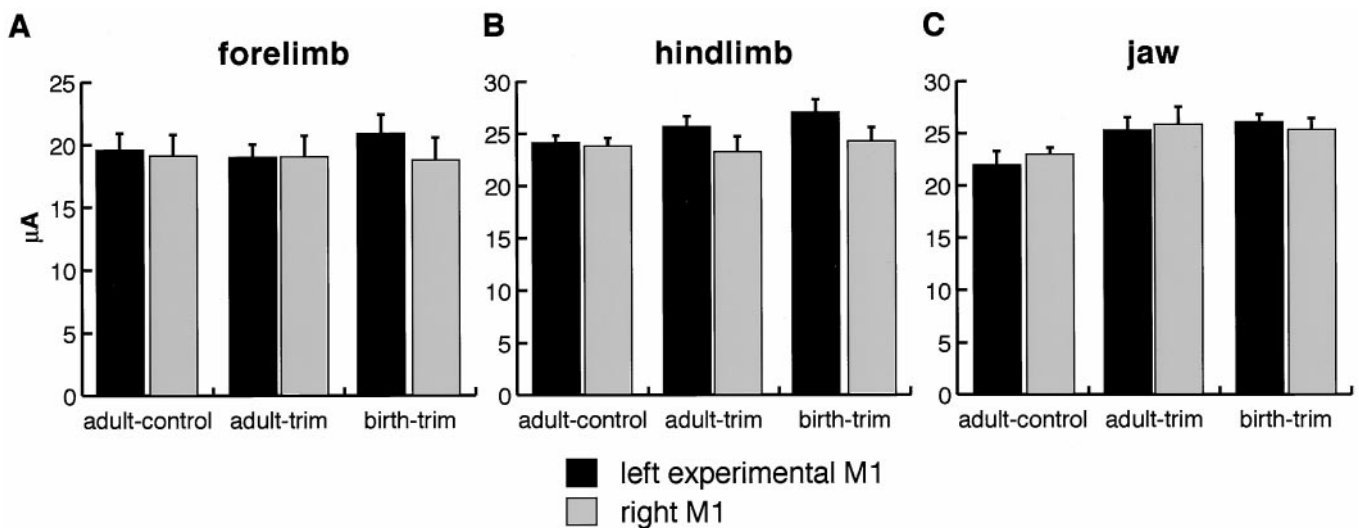 A
forelimb
25
20
15
10
5
0
μA
adult-control adult-trim birth-trim
B
hindlimb
30
25
20
15
10
5
0
adult-control adult-trim birth-trim
C
jaw
30
25
20
15
10
5
0
adult-control adult-trim birth-trim
left experimental M1
right M1